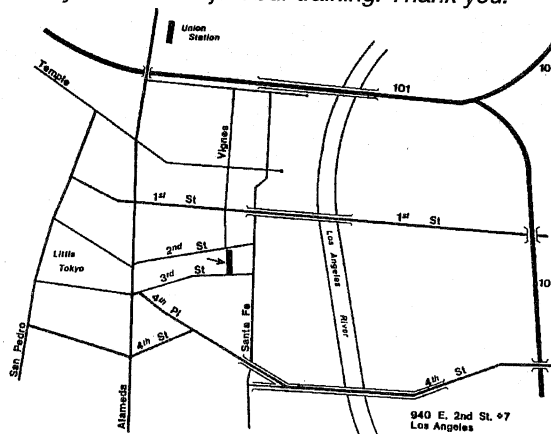 training. Thank you.
Union
Station
Temple
101
10
Vignes
1st St
1st St
2nd St
3rd St
Little
Tokyo
4th Pl
4th St
Los Angeles River
10
San Pedro
Alameda
Santa Fe
4th St
940 E. 2nd St. #7
Los Angeles